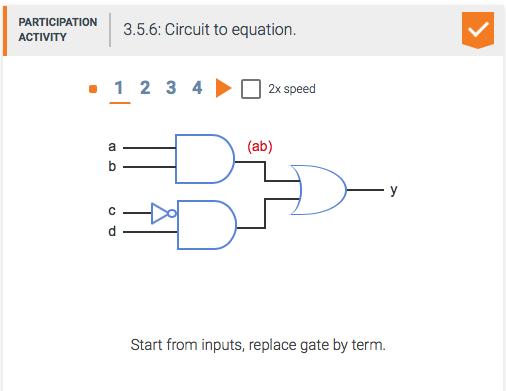 PARTICIPATION
ACTIVITY
3.5.6: Circuit to equation.
1 2 3 4 2x speed
a
(ab)
b
y
c
d
Start from inputs, replace gate by term.